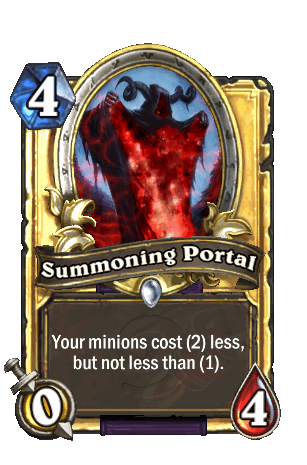 4
Summoning Portal
Your minions cost (2) less,
but not less than (1).
0
4